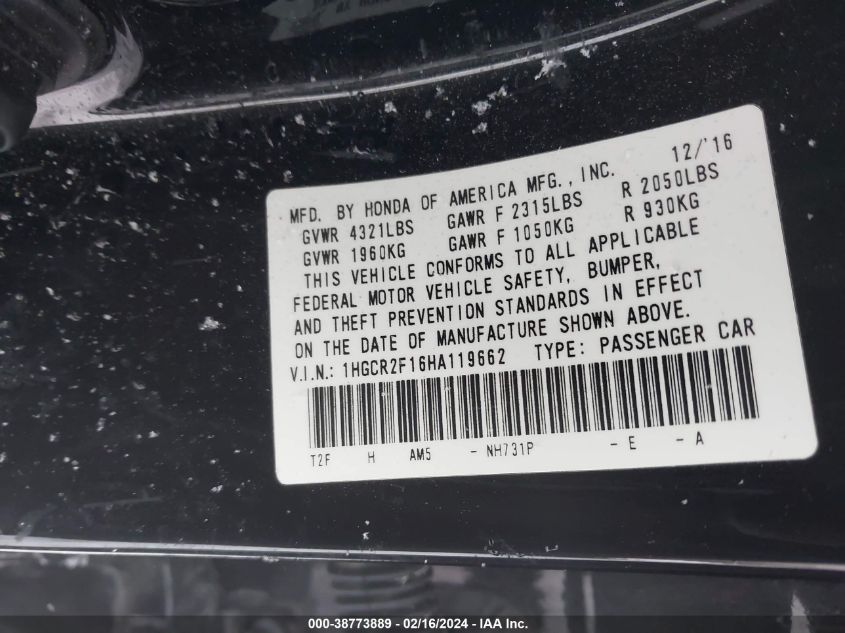 MFD. BY HONDA OF AMERICA MFG., INC. 12/'16
GVWR 4321LBS GAWR F 2315LBS R 2050LBS
GVWR 1960KG GAWR F 1050KG R 930KG
THIS VEHICLE CONFORMS TO ALL APPLICABLE
FEDERAL MOTOR VEHICLE SAFETY, BUMPER,
AND THEFT PREVENTION STANDARDS IN EFFECT
ON THE DATE OF MANUFACTURE SHOWN ABOVE.
V.I.N.: 1HGCR2F16HA119662 TYPE: PASSENGER CAR
T2F H AM5 - NH731P - E - A
000-38773889 - 02/16/2024 - IAA Inc.